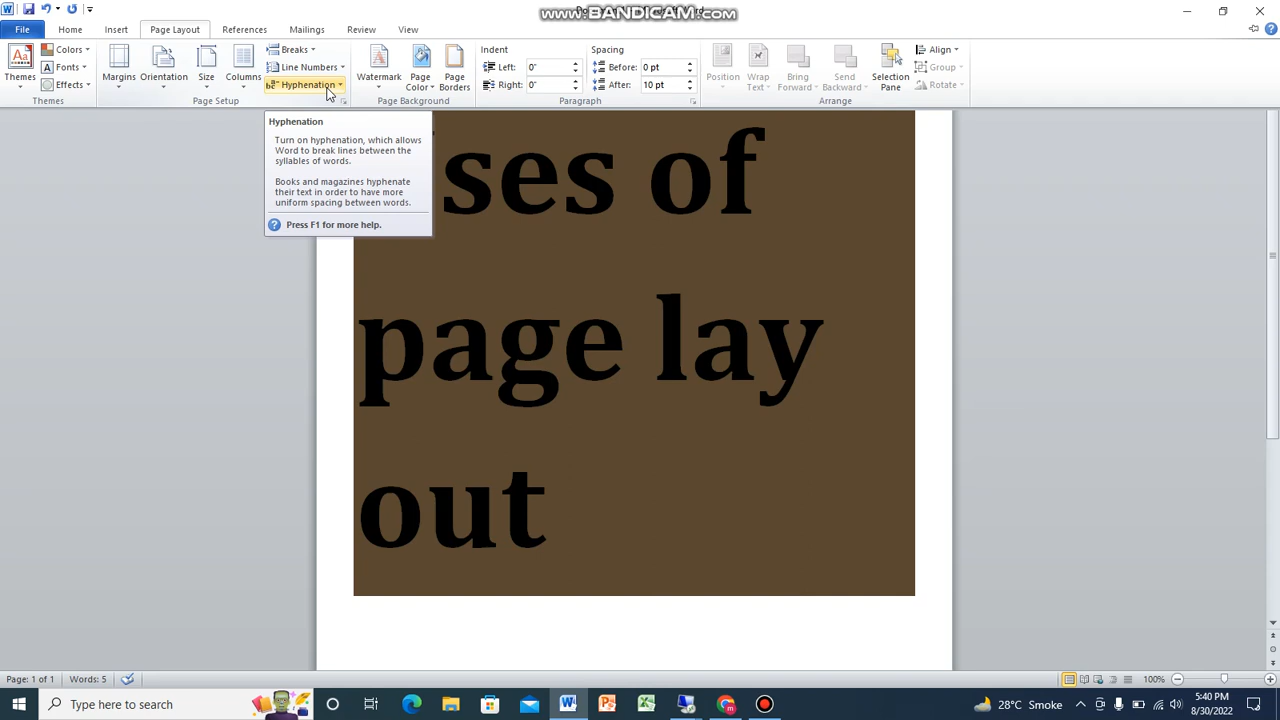 www.BANDICAM.com
File Home Insert Page Layout References Mailings Review View
Themes
Colors
Fonts
Effects
Themes
Margins
Orientation
Size
Columns
Breaks
Line Numbers
Hyphenation
Page Setup
Watermark
Page Color
Page Borders
Page Background
Indent
Left: 0"
Right: 0"
Spacing
Before: 0 pt
After: 10 pt
Paragraph
Position
Wrap Text
Bring Forward
Send Backward
Selection Pane
Align
Group
Rotate
Arrange
Hyphenation
Turn on hyphenation, which allows
Word to break lines between the
syllables of words.
Books and magazines hyphenate
their text in order to have more
uniform spacing between words.
Press F1 for more help.
ses of
page lay
out
Page: 1 of 1 Words: 5 100%
Type here to search
28°C Smoke
5:40 PM
8/30/2022